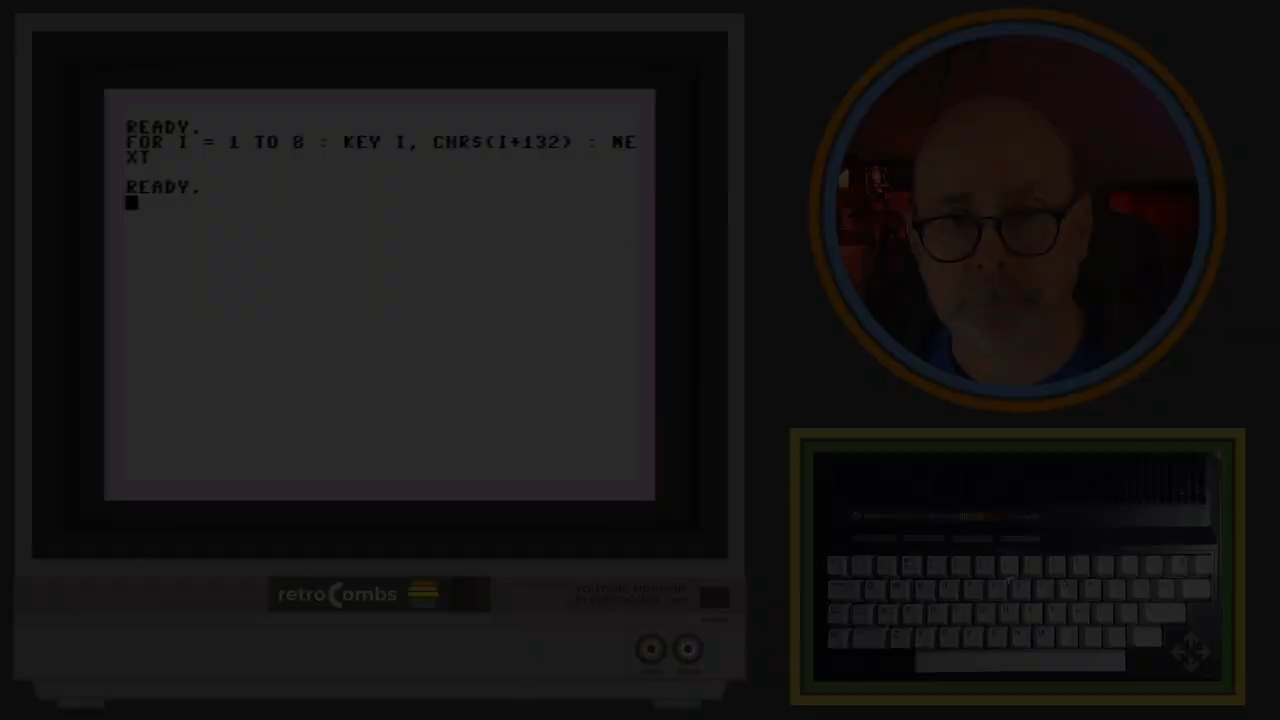 READY.
FOR I = 1 TO 8 : KEY I, CHR$(I+132) : NE
XT
READY.
retroCombs